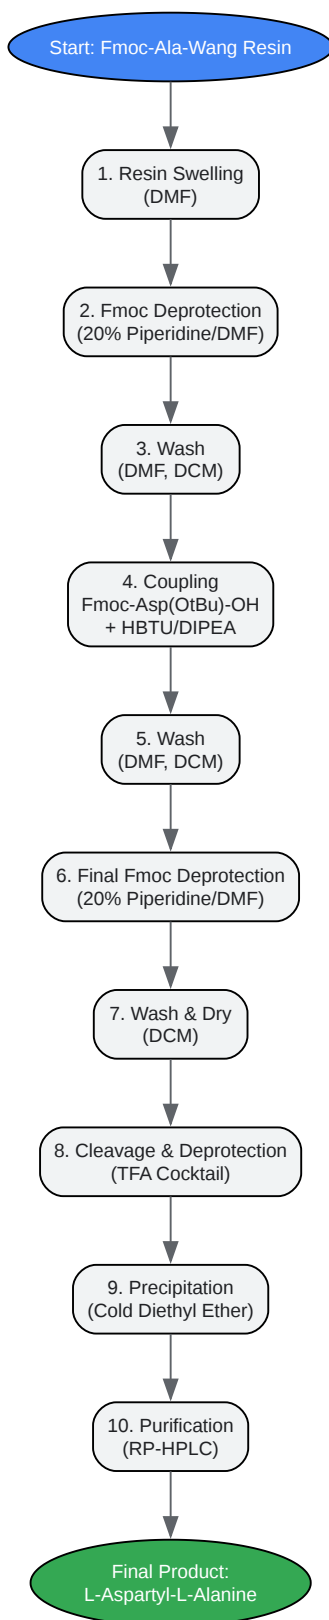 Start: Fmoc-Ala-Wang Resin
1. Resin Swelling
(DMF)
2. Fmoc Deprotection
(20% Piperidine/DMF)
3. Wash
(DMF, DCM)
4. Coupling
Fmoc-Asp(OtBu)-OH
+ HBTU/DIPEA
5. Wash
(DMF, DCM)
6. Final Fmoc Deprotection
(20% Piperidine/DMF)
7. Wash & Dry
(DCM)
8. Cleavage & Deprotection
(TFA Cocktail)
9. Precipitation
(Cold Diethyl Ether)
10. Purification
(RP-HPLC)
Final Product:
L-Aspartyl-L-Alanine